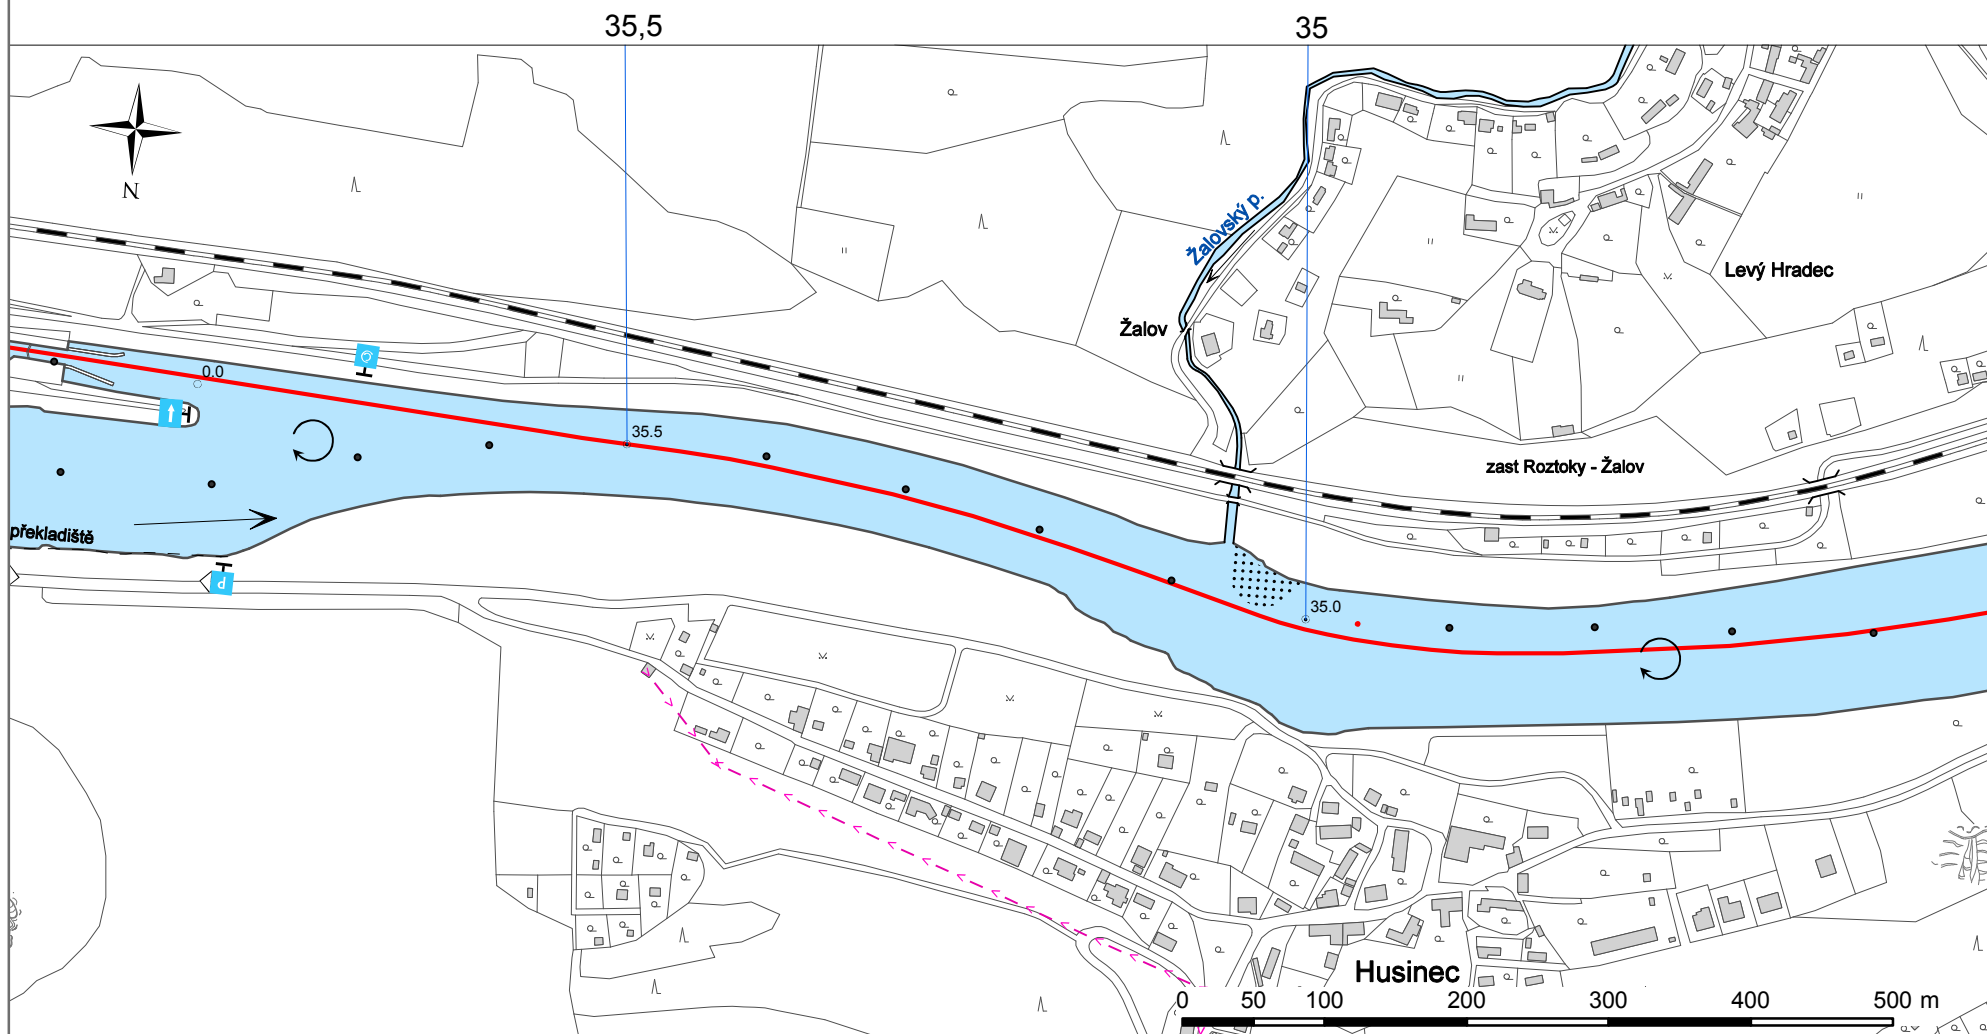 35,5
35
N
Žalovský p.
Levý Hradec
Žalov
0.0
35.5
zast Roztoky - Žalov
překladiště
P
35.0
Husinec
0 50 100 200 300 400 500 m